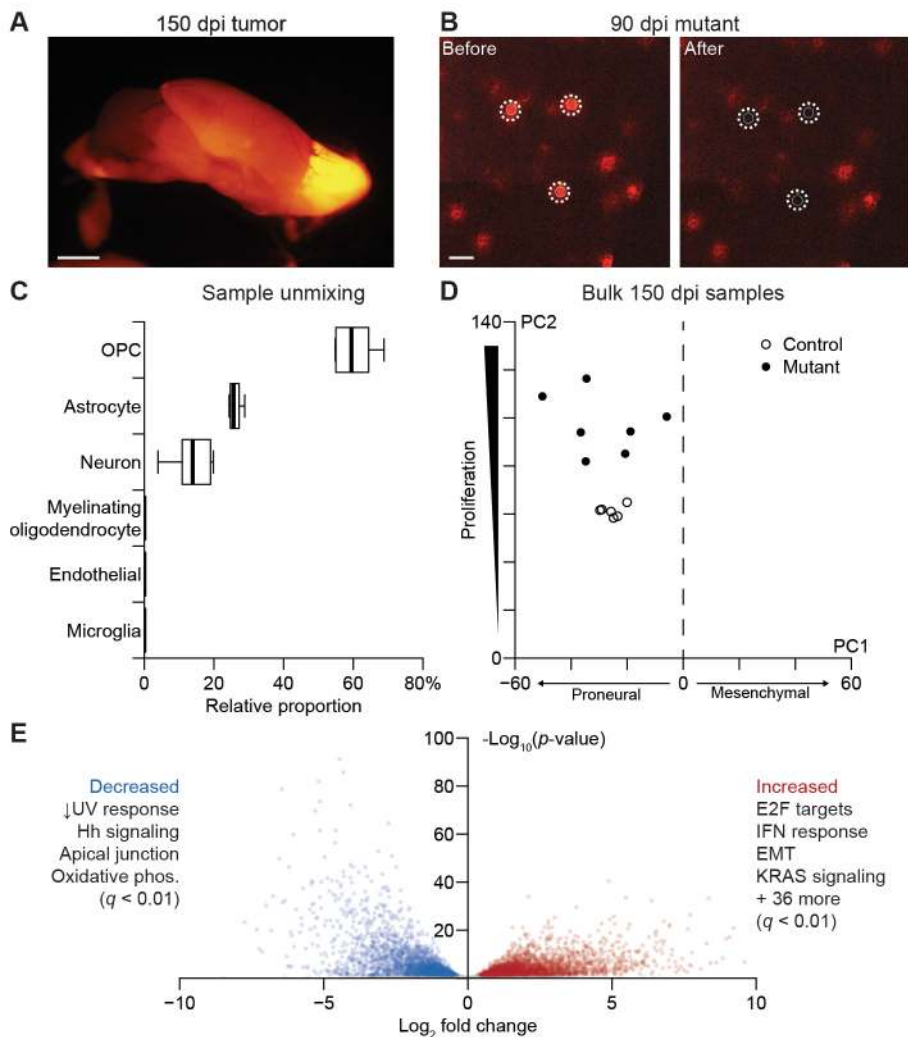 A
150 dpi tumor
B
90 dpi mutant
Before
After
C
Sample unmixing
OPC
Astrocyte
Neuron
Myelinating
oligodendrocyte
Endothelial
Microglia
0
20
40
60
80%
Relative proportion
D
Bulk 150 dpi samples
140
PC2
Control
Mutant
Proliferation
0
PC1
−60
Proneural
0
Mesenchymal
60
E
100
-Log10(p-value)
80
60
40
20
Decreased
↓UV response
Hh signaling
Apical junction
Oxidative phos.
(q < 0.01)
Increased
E2F targets
IFN response
EMT
KRAS signaling
+ 36 more
(q < 0.01)
−10
−5
0
5
10
Log2 fold change